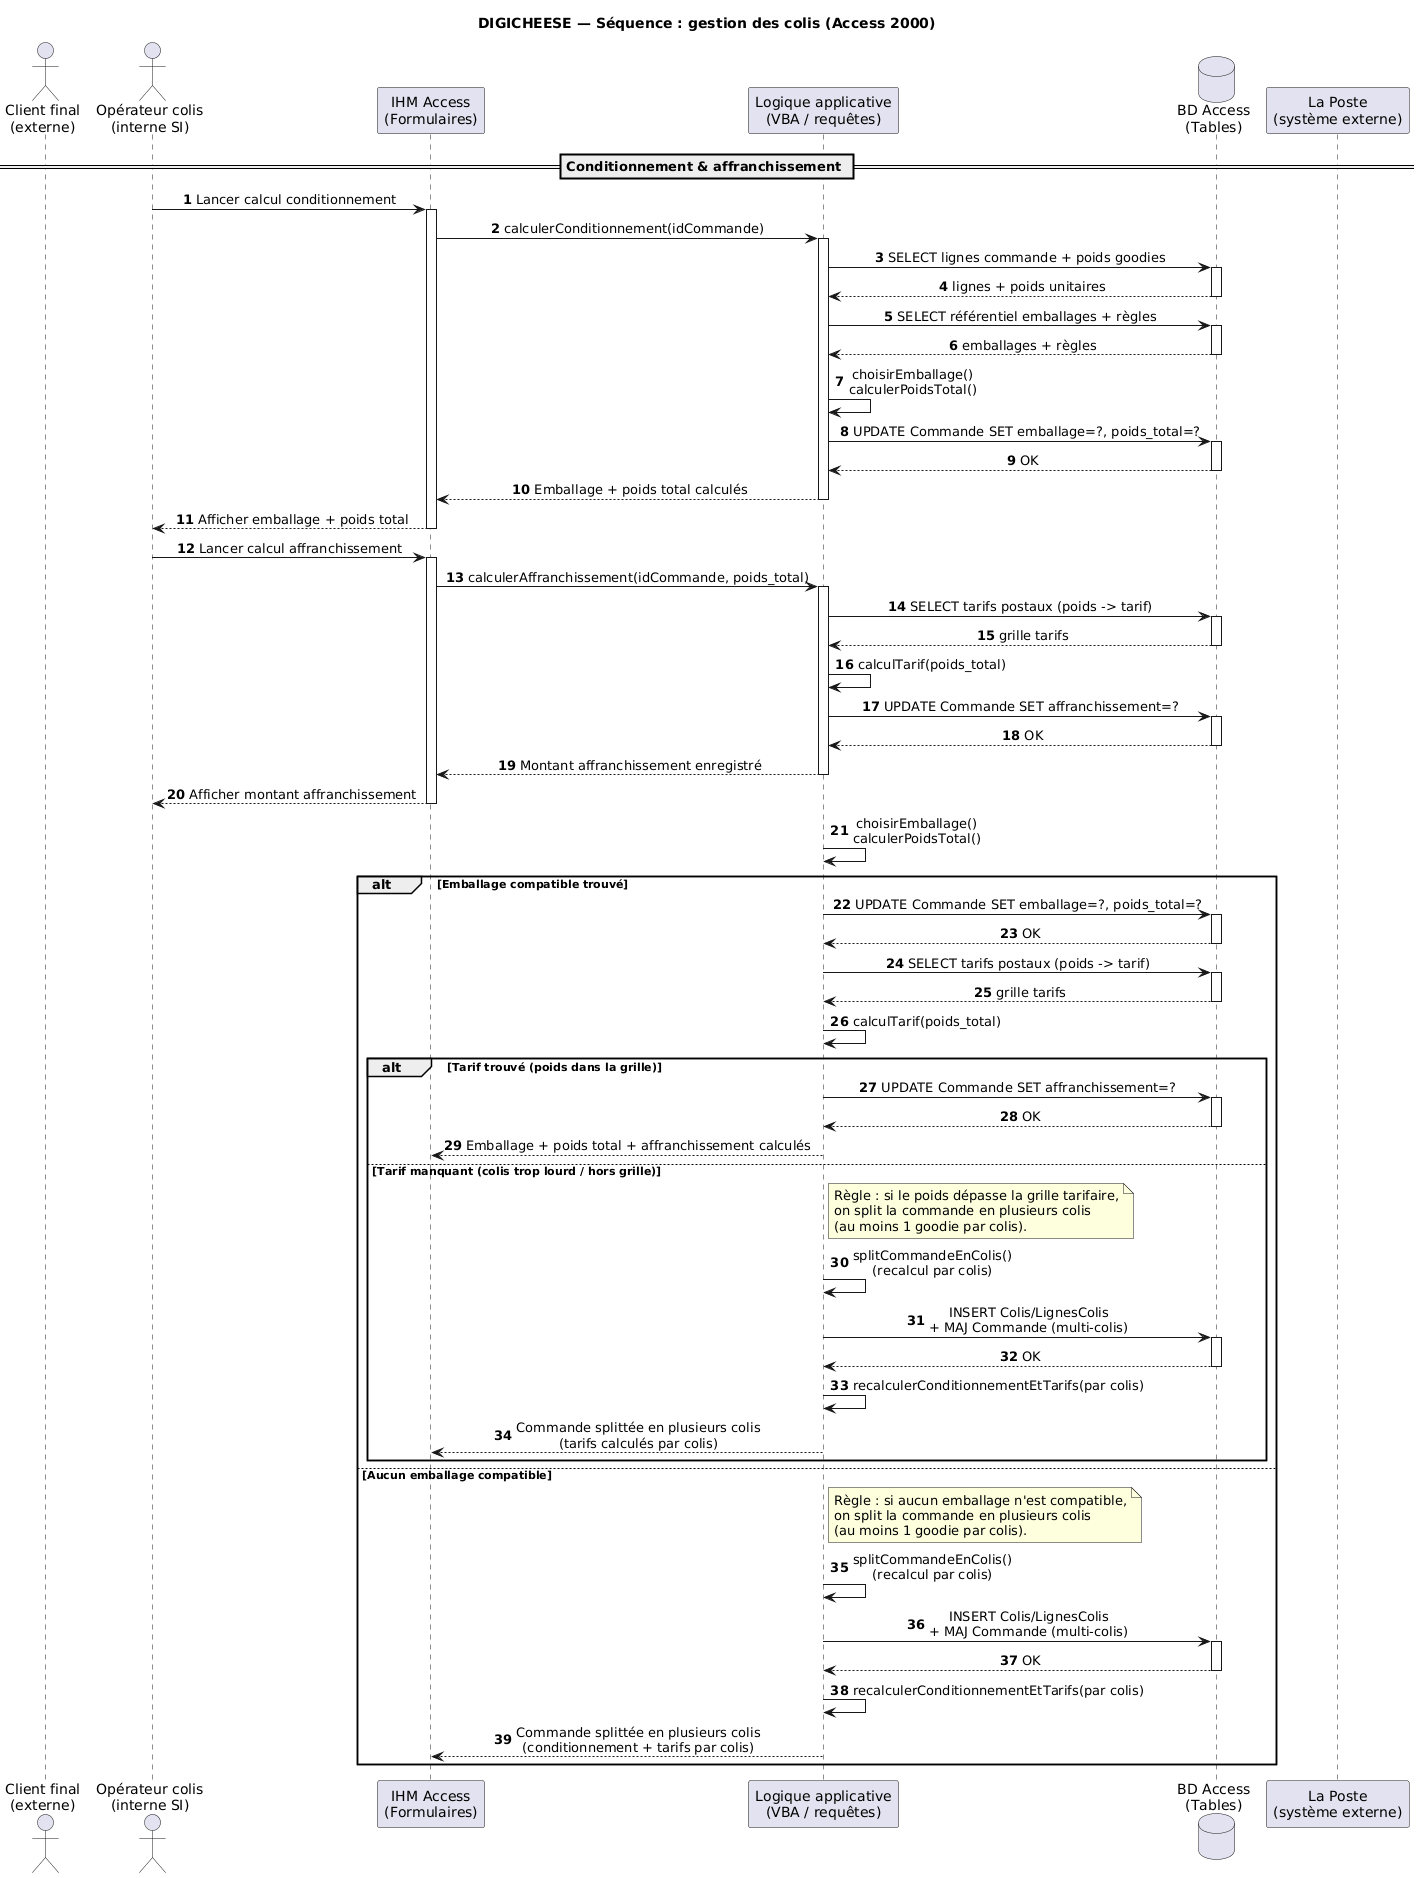 DIGICHEESE — Séquence : gestion des colis (Access 2000)
Client final
(externe)
Opérateur colis
(interne SI)
IHM Access
(Formulaires)
Logique applicative
(VBA / requêtes)
BD Access
(Tables)
La Poste
(système externe)
Conditionnement & affranchissement
1 Lancer calcul conditionnement
2 calculerConditionnement(idCommande)
3 SELECT lignes commande + poids goodies
4 lignes + poids unitaires
5 SELECT référentiel emballages + règles
6 emballages + règles
7 choisirEmballage()
calculerPoidsTotal()
8 UPDATE Commande SET emballage=?, poids_total=?
9 OK
10 Emballage + poids total calculés
11 Afficher emballage + poids total
12 Lancer calcul affranchissement
13 calculerAffranchissement(idCommande, poids_total)
14 SELECT tarifs postaux (poids -> tarif)
15 grille tarifs
16 calculTarif(poids_total)
17 UPDATE Commande SET affranchissement=?
18 OK
19 Montant affranchissement enregistré
20 Afficher montant affranchissement
21 choisirEmballage()
calculerPoidsTotal()
alt [Emballage compatible trouvé]
22 UPDATE Commande SET emballage=?, poids_total=?
23 OK
24 SELECT tarifs postaux (poids -> tarif)
25 grille tarifs
26 calculTarif(poids_total)
alt [Tarif trouvé (poids dans la grille)]
27 UPDATE Commande SET affranchissement=?
28 OK
29 Emballage + poids total + affranchissement calculés
[Tarif manquant (colis trop lourd / hors grille)]
Règle : si le poids dépasse la grille tarifaire,
on split la commande en plusieurs colis
(au moins 1 goodie par colis).
30 splitCommandeEnColis()
(recalcul par colis)
31 INSERT Colis/LignesColis
+ MAJ Commande (multi-colis)
32 OK
33 recalculerConditionnementEtTarifs(par colis)
34 Commande splittée en plusieurs colis
(tarifs calculés par colis)
[Aucun emballage compatible]
Règle : si aucun emballage n'est compatible,
on split la commande en plusieurs colis
(au moins 1 goodie par colis).
35 splitCommandeEnColis()
(recalcul par colis)
36 INSERT Colis/LignesColis
+ MAJ Commande (multi-colis)
37 OK
38 recalculerConditionnementEtTarifs(par colis)
39 Commande splittée en plusieurs colis
(conditionnement + tarifs par colis)
Client final
(externe)
Opérateur colis
(interne SI)
IHM Access
(Formulaires)
Logique applicative
(VBA / requêtes)
BD Access
(Tables)
La Poste
(système externe)